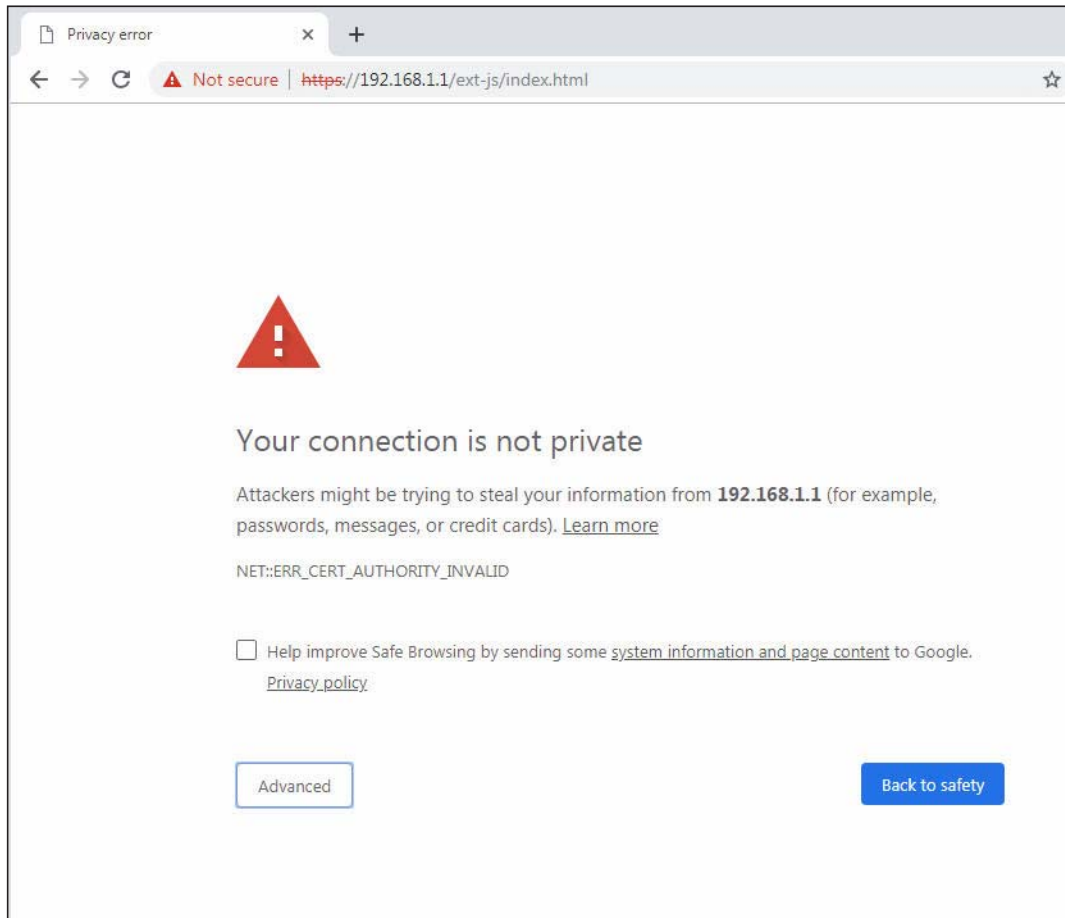 Privacy error
Not secure | https://192.168.1.1/ext-js/index.html
Your connection is not private
Attackers might be trying to steal your information from 192.168.1.1 (for example,
passwords, messages, or credit cards). Learn more
NET::ERR_CERT_AUTHORITY_INVALID
Help improve Safe Browsing by sending some system information and page content to Google.
Privacy policy
Advanced
Back to safety